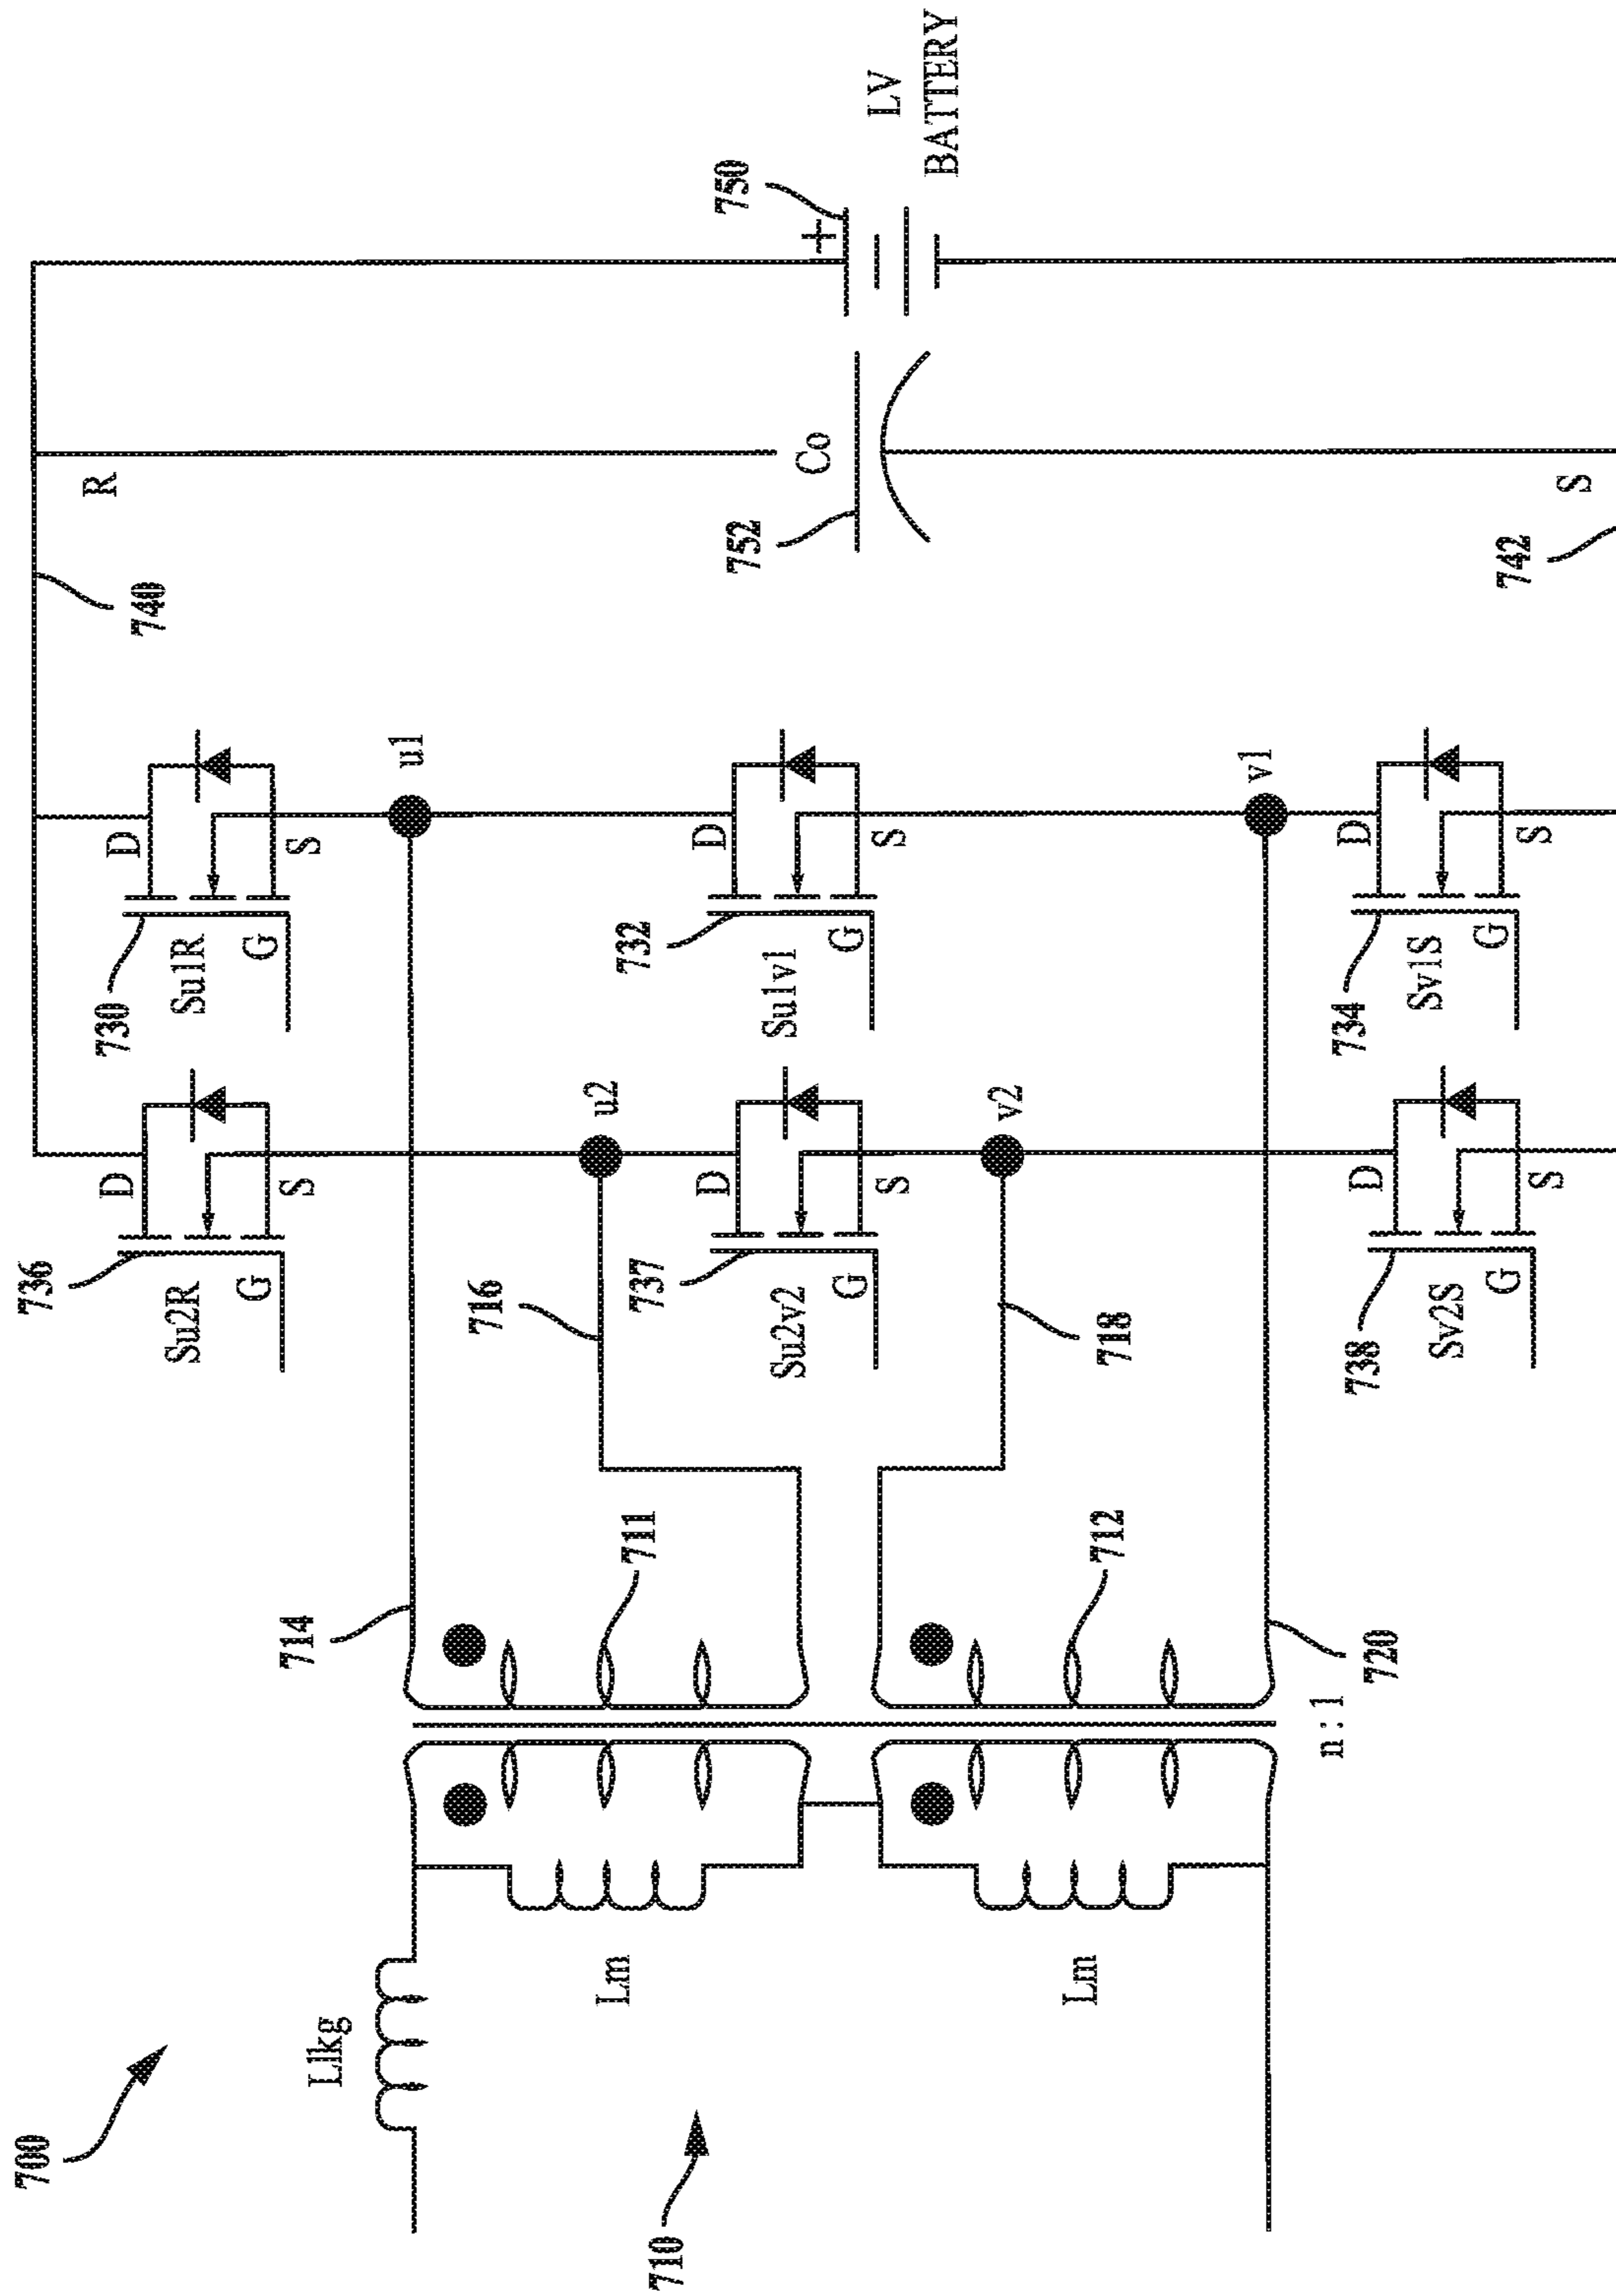 700
710
Llkg
Lm
Lm
n : 1
714
711
716
718
712
720
736
Su2R
D
G
S
730
Su1R
D
G
S
740
R
u1
u2
737
Su2v2
D
G
S
732
Su1v1
D
G
S
v2
v1
738
Sv2S
D
G
S
734
Sv1S
D
G
S
752
Co
750
+
LV
BATTERY
S
742